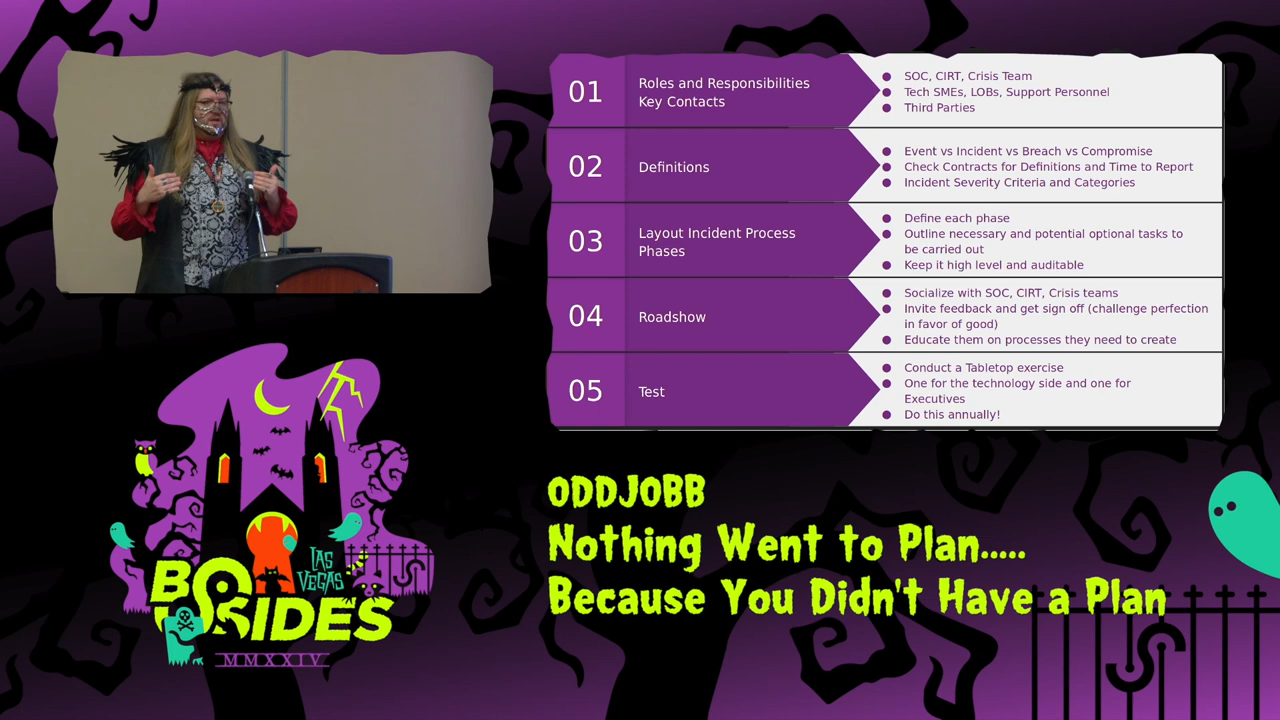 01
Roles and Responsibilities
Key Contacts
SOC, CIRT, Crisis Team
Tech SMEs, LOBs, Support Personnel
Third Parties
02
Definitions
Event vs Incident vs Breach vs Compromise
Check Contracts for Definitions and Time to Report
Incident Severity Criteria and Categories
03
Layout Incident Process
Phases
Define each phase
Outline necessary and potential optional tasks to
be carried out
Keep it high level and auditable
04
Roadshow
Socialize with SOC, CIRT, Crisis teams
Invite feedback and get sign off (challenge perfection
in favor of good)
Educate them on processes they need to create
05
Test
Conduct a Tabletop exercise
One for the technology side and one for
Executives
Do this annually!
LAS
VEGAS
BSIDES
MMXXIV
ODDJOBB
Nothing Went to Plan.....
Because You Didn't Have a Plan